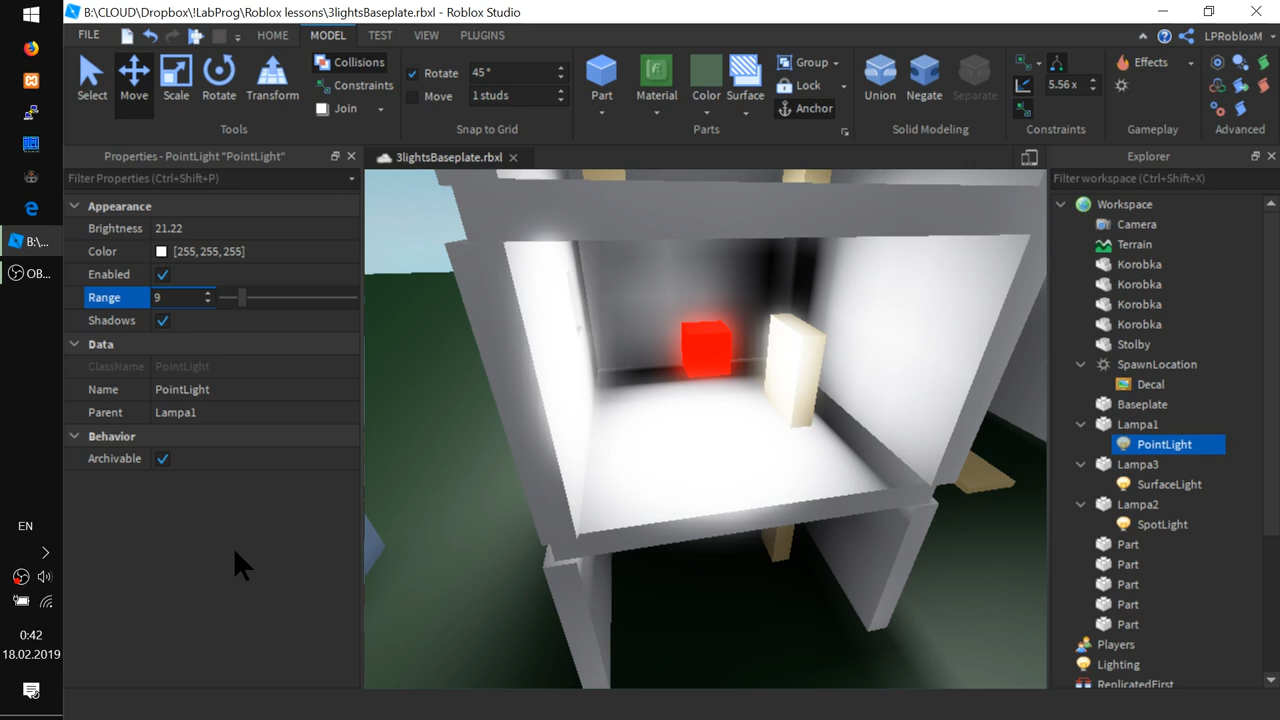 B:\CLOUD\Dropbox\!LabProg\Roblox lessons\3lightsBaseplate.rbxl - Roblox Studio
FILE HOME MODEL TEST VIEW PLUGINS LPRobloxM
Select Move Scale Rotate Transform
Collisions
Constraints
Join
Tools
Rotate 45°
Move 1 studs
Snap to Grid
Part Material Color Surface
Group
Lock
Anchor
Parts
Union Negate Separate
Solid Modeling
5.56 x
Constraints
Effects
Gameplay
Advanced
Properties - PointLight "PointLight"
Filter Properties (Ctrl+Shift+P)
Appearance
Brightness 21.22
Color [255, 255, 255]
Enabled
Range 9
Shadows
Data
ClassName PointLight
Name PointLight
Parent Lampa1
Behavior
Archivable
3lightsBaseplate.rbxl
Explorer
Filter workspace (Ctrl+Shift+X)
Workspace
Camera
Terrain
Korobka
Korobka
Korobka
Korobka
Stolby
SpawnLocation
Decal
Baseplate
Lampa1
PointLight
Lampa3
SurfaceLight
Lampa2
SpotLight
Part
Part
Part
Part
Part
Players
Lighting
ReplicatedFirst
B:\...
OB...
EN
0:42
18.02.2019